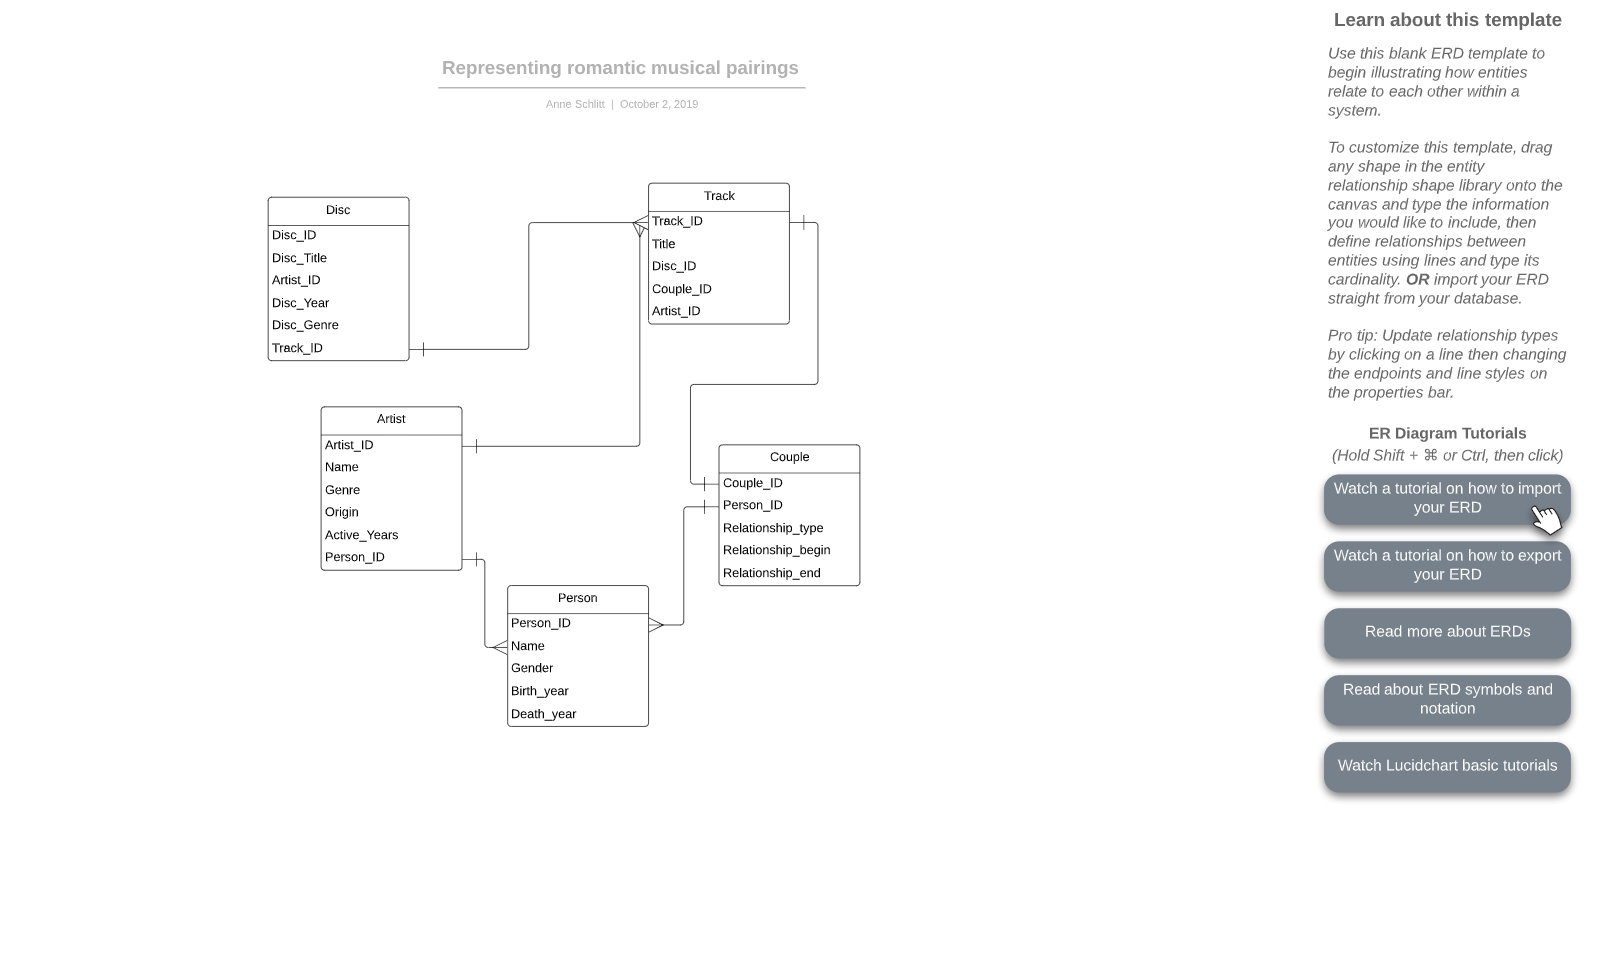 Representing romantic musical pairings
Anne Schlitt | October 2, 2019
Disc
Disc_ID
Disc_Title
Artist_ID
Disc_Year
Disc_Genre
Track_ID
Track
Track_ID
Title
Disc_ID
Couple_ID
Artist_ID
Artist
Artist_ID
Name
Genre
Origin
Active_Years
Person_ID
Couple
Couple_ID
Person_ID
Relationship_type
Relationship_begin
Relationship_end
Person
Person_ID
Name
Gender
Birth_year
Death_year
Learn about this template
Use this blank ERD template to
begin illustrating how entities
relate to each other within a
system.
To customize this template, drag
any shape in the entity
relationship shape library onto the
canvas and type the information
you would like to include, then
define relationships between
entities using lines and type its
cardinality. OR import your ERD
straight from your database.
Pro tip: Update relationship types
by clicking on a line then changing
the endpoints and line styles on
the properties bar.
ER Diagram Tutorials
(Hold Shift + ⌘ or Ctrl, then click)
Watch a tutorial on how to import
your ERD
Watch a tutorial on how to export
your ERD
Read more about ERDs
Read about ERD symbols and
notation
Watch Lucidchart basic tutorials